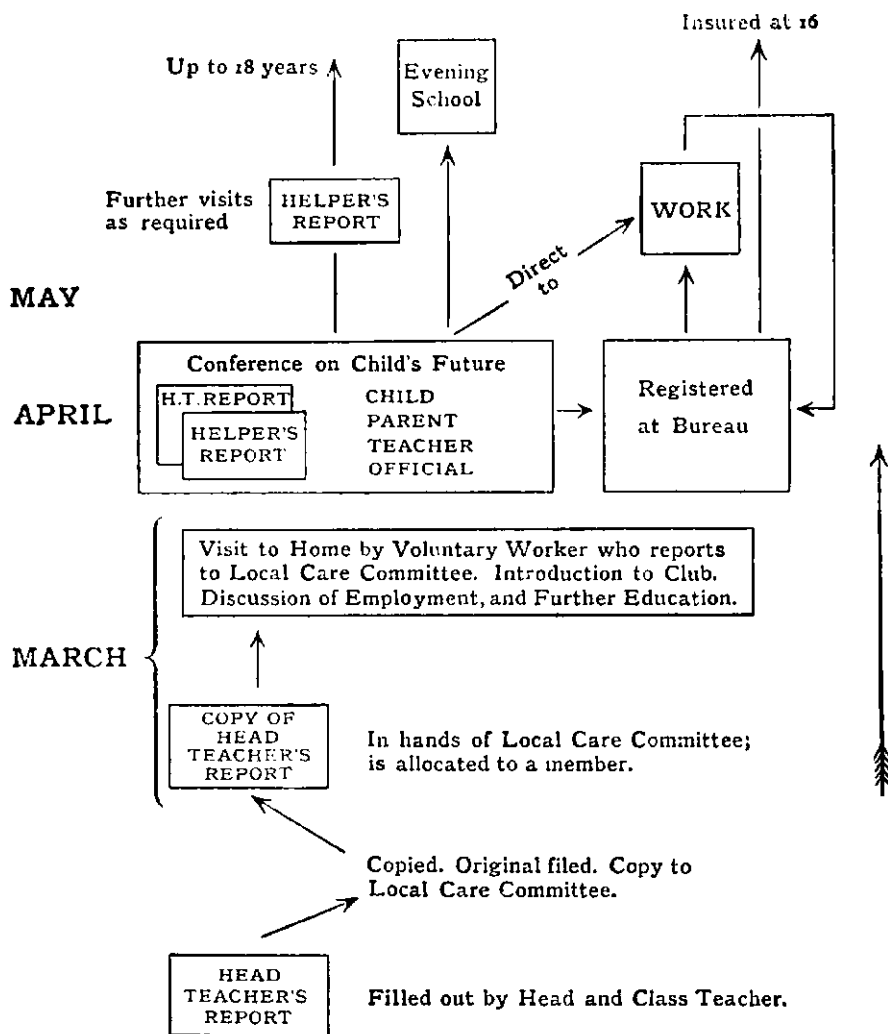 Insured at 16
Up to 18 years
Evening
School
Further visits
as required
HELPER'S
REPORT
WORK
Direct
to
MAY
Conference on Child's Future
H.T. REPORT
HELPER'S
REPORT
CHILD
PARENT
TEACHER
OFFICIAL
Registered
at Bureau
APRIL
Visit to Home by Voluntary Worker who reports
to Local Care Committee. Introduction to Club.
Discussion of Employment, and Further Education.
MARCH
COPY OF
HEAD
TEACHER'S
REPORT
In hands of Local Care Committee;
is allocated to a member.
Copied. Original filed. Copy to
Local Care Committee.
HEAD
TEACHER'S
REPORT
Filled out by Head and Class Teacher.